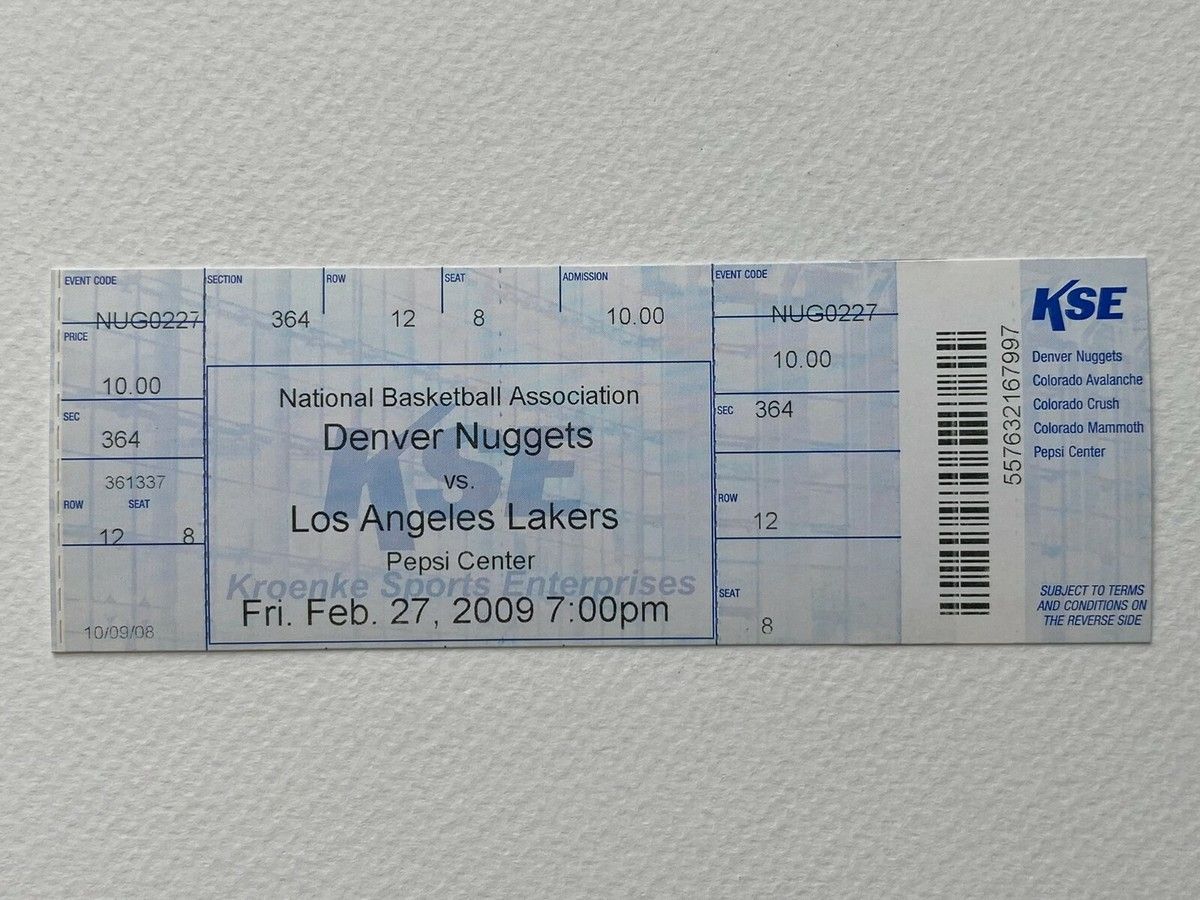 EVENT CODE
NUG0227
PRICE
10.00
SEC
364
361337
ROW SEAT
12 8
10/09/08
SECTION ROW SEAT ADMISSION
364 12 8 10.00
National Basketball Association
Denver Nuggets
vs.
Los Angeles Lakers
Pepsi Center
KSE
Kroenke Sports Enterprises
Fri. Feb. 27, 2009 7:00pm
EVENT CODE
NUG0227
10.00
SEC 364
ROW
12
SEAT
8
557632167997
KSE
Denver Nuggets
Colorado Avalanche
Colorado Crush
Colorado Mammoth
Pepsi Center
SUBJECT TO TERMS
AND CONDITIONS ON
THE REVERSE SIDE